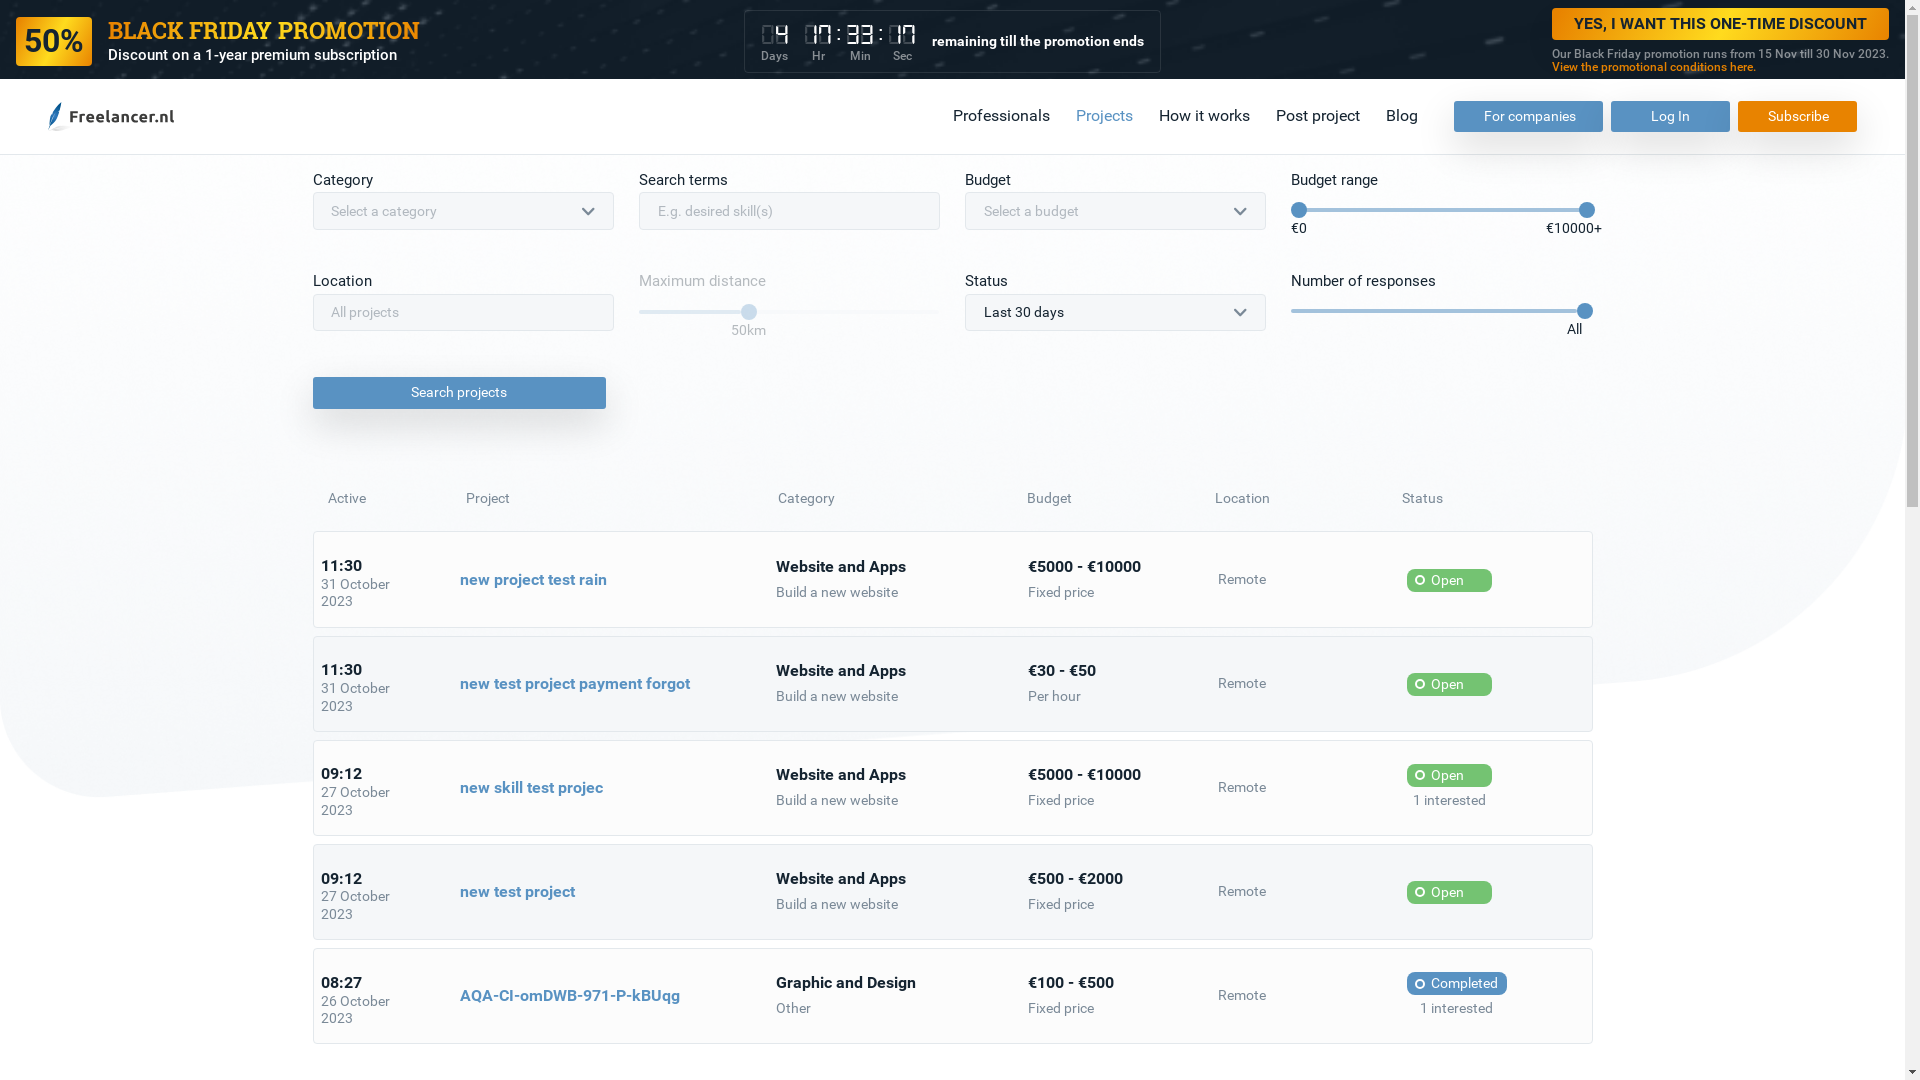 50%
BLACK FRIDAY PROMOTION
Discount on a 1-year premium subscription
4 17 : 33 : 17
Days Hr Min Sec
remaining till the promotion ends
YES, I WANT THIS ONE-TIME DISCOUNT
Our Black Friday promotion runs from 15 Nov till 30 Nov 2023.
View the promotional conditions here.
Freelancer.nl
Professionals Projects How it works Post project Blog For companies Log In Subscribe
Category Search terms Budget Budget range
Select a category E.g. desired skill(s) Select a budget
€0 €10000+
Location Maximum distance Status Number of responses
All projects Last 30 days
50km All
Search projects
Active Project Category Budget Location Status
11:30
31 October
2023
new project test rain
Website and Apps
Build a new website
€5000 - €10000
Fixed price
Remote
Open
11:30
31 October
2023
new test project payment forgot
Website and Apps
Build a new website
€30 - €50
Per hour
Remote
Open
09:12
27 October
2023
new skill test projec
Website and Apps
Build a new website
€5000 - €10000
Fixed price
Remote
Open
1 interested
09:12
27 October
2023
new test project
Website and Apps
Build a new website
€500 - €2000
Fixed price
Remote
Open
08:27
26 October
2023
AQA-CI-omDWB-971-P-kBUqg
Graphic and Design
Other
€100 - €500
Fixed price
Remote
Completed
1 interested